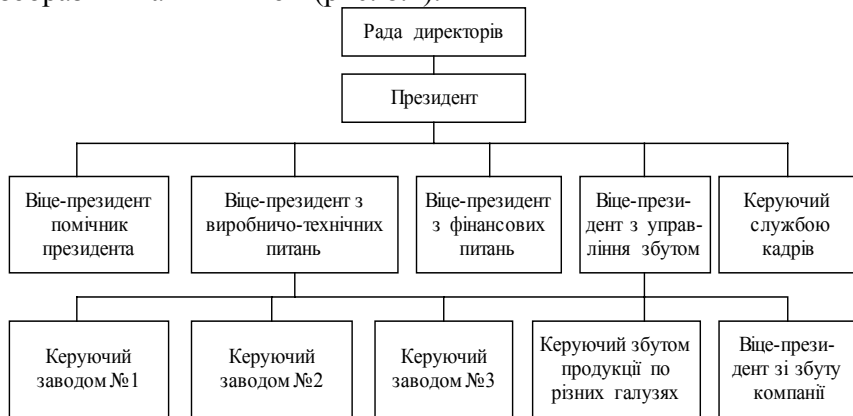 Рада директорів
Президент
Віце-президент
помічник
президента
Віце-президент з
виробничо-технічних
питань
Віце-президент
з фінансових
питань
Віце-прези-
дент з управ-
ління збутом
Керуючий
службою
кадрів
Керуючий
заводом №1
Керуючий
заводом №2
Керуючий
заводом №3
Керуючий збутом
продукції по
різних галузях
Віце-прези-
дент зі збуту
компанії